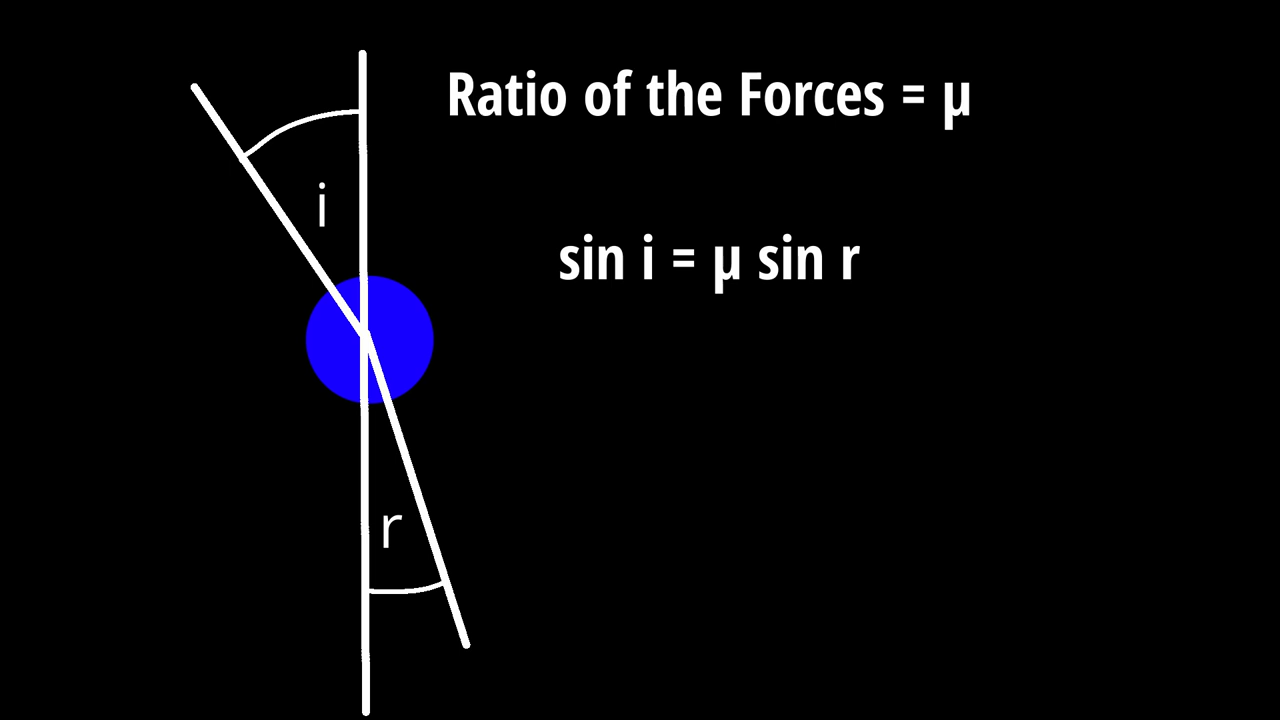 Ratio of the Forces = μ
i
sin i = μ sin r
r